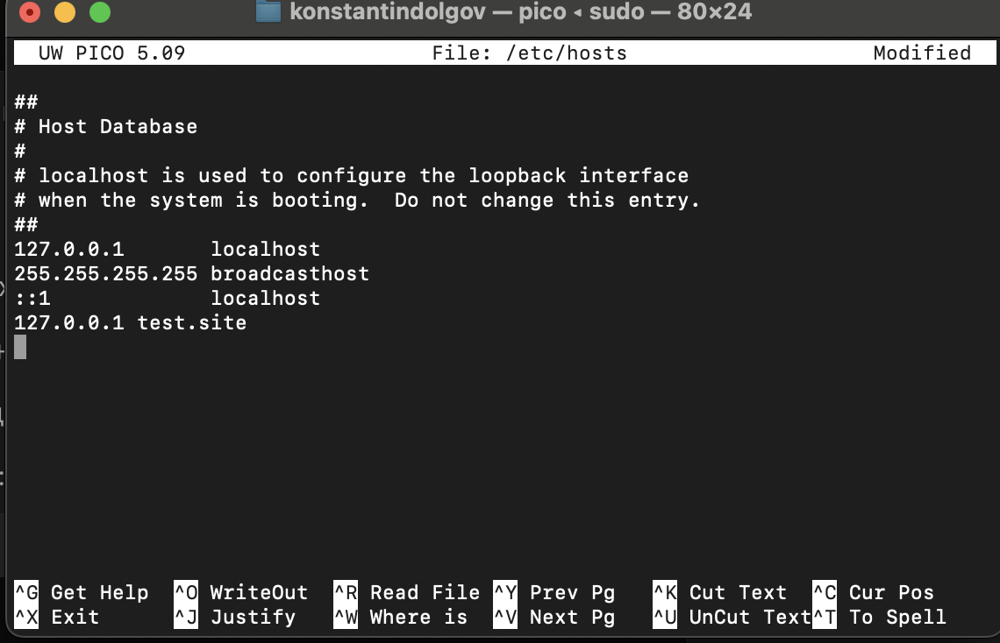 konstantindolgov — pico ◂ sudo — 80×24
UW PICO 5.09 File: /etc/hosts Modified
##
# Host Database
#
# localhost is used to configure the loopback interface
# when the system is booting.  Do not change this entry.
##
127.0.0.1       localhost
255.255.255.255 broadcasthost
::1             localhost
127.0.0.1 test.site
^G Get Help ^O WriteOut ^R Read File ^Y Prev Pg ^K Cut Text ^C Cur Pos
^X Exit ^J Justify ^W Where is ^V Next Pg ^U UnCut Text ^T To Spell